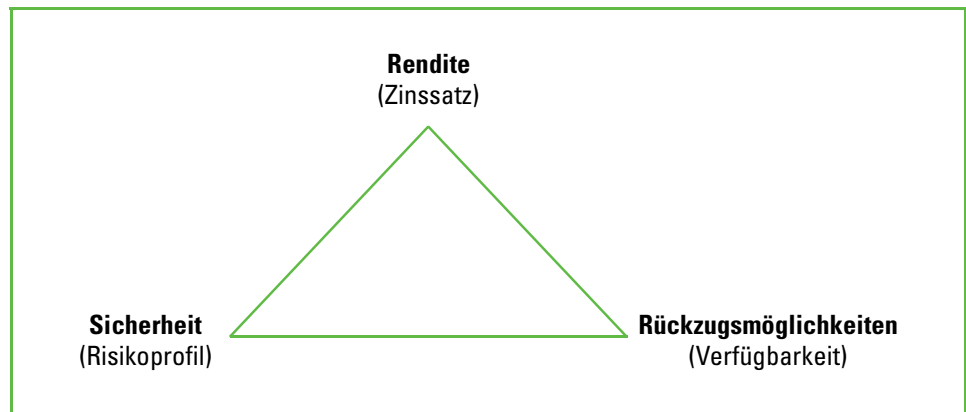 Rendite
(Zinssatz)
Sicherheit
(Risikoprofil)
Rückzugsmöglichkeiten
(Verfügbarkeit)